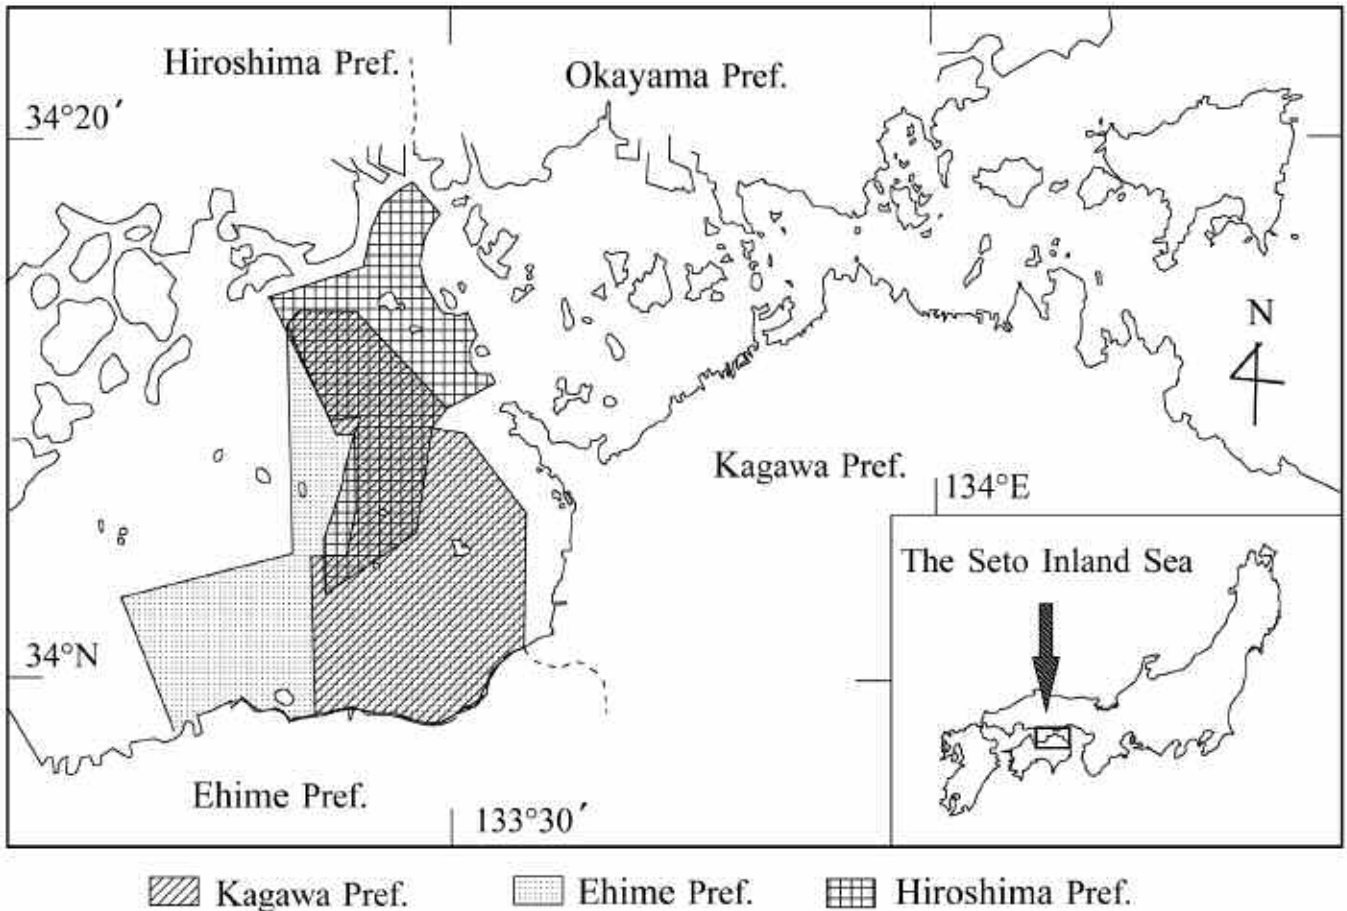 Hiroshima Pref.
Okayama Pref.
34°20′
N
Kagawa Pref.
134°E
The Seto Inland Sea
34°N
Ehime Pref.
133°30′
Kagawa Pref.
Ehime Pref.
Hiroshima Pref.